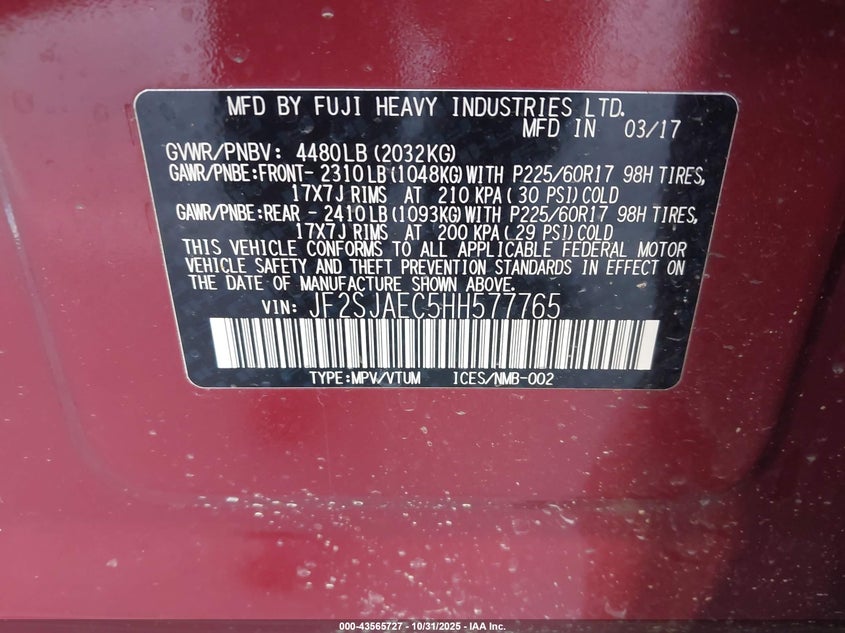 MFD BY FUJI HEAVY INDUSTRIES LTD.
MFD IN 03/17
GVWR/PNBV: 4480LB(2032KG)
GAWR/PNBE:FRONT- 2310LB(1048KG)WITH P225/60R17 98H TIRES,
17X7J RIMS AT 210 KPA( 30 PSI)COLD
GAWR/PNBE:REAR - 2410LB(1093KG)WITH P225/60R17 98H TIRES,
17X7J RIMS AT 200 KPA( 29 PSI)COLD
THIS VEHICLE CONFORMS TO ALL APPLICABLE FEDERAL MOTOR
VEHICLE SAFETY AND THEFT PREVENTION STANDARDS IN EFFECT ON
THE DATE OF MANUFACTURE SHOWN ABOVE.
VIN: JF2SJAEC5HH577765
TYPE:MPV/VTUM ICES/NMB-002
000-43565727 - 10/31/2025 - IAA Inc.